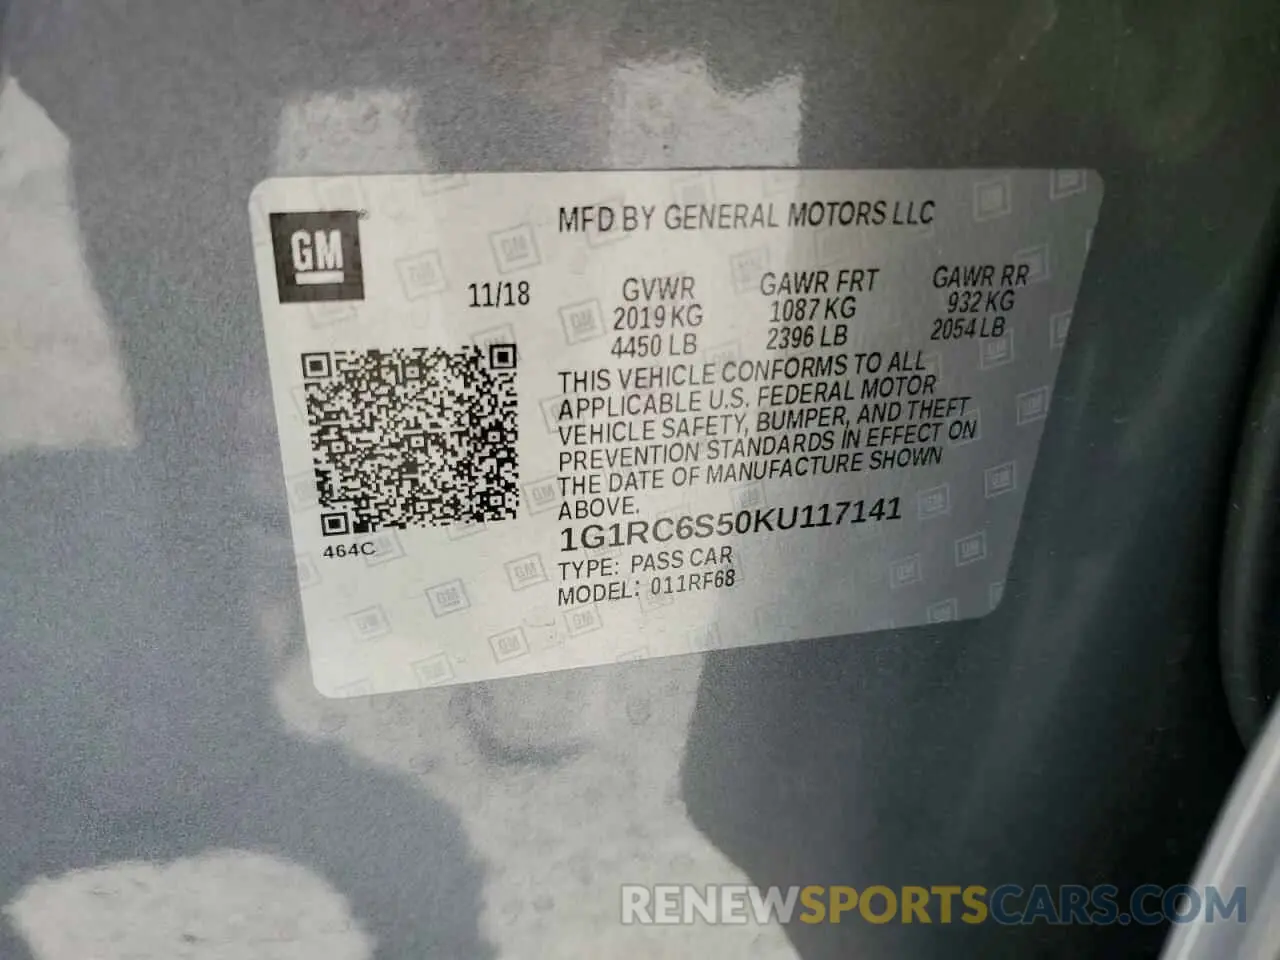 GM
MFD BY GENERAL MOTORS LLC
11/18
GVWR GAWR FRT GAWR RR
2019 KG 1087 KG 932 KG
4450 LB 2396 LB 2054 LB
THIS VEHICLE CONFORMS TO ALL
APPLICABLE U.S. FEDERAL MOTOR
VEHICLE SAFETY, BUMPER, AND THEFT
PREVENTION STANDARDS IN EFFECT ON
THE DATE OF MANUFACTURE SHOWN
ABOVE.
1G1RC6S50KU117141
TYPE: PASS CAR
MODEL: 011RF68
464C
RENEWSPORTSCARS.COM